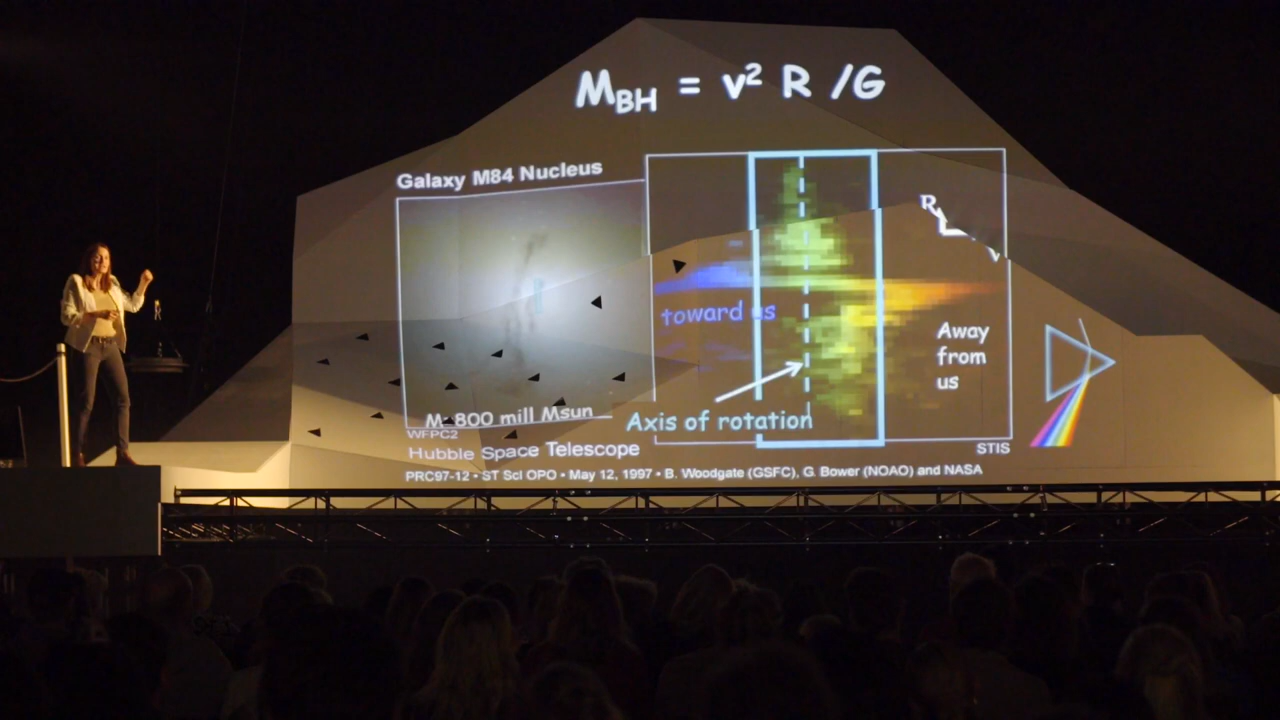 M_BH = v² R /G
Galaxy M84 Nucleus
R
v
toward us
Away
from
us
Axis of rotation
M~800 mill Msun
WFPC2
Hubble Space Telescope
STIS
PRC97-12 • ST ScI OPO • May 12, 1997 • B. Woodgate (GSFC), G. Bower (NOAO) and NASA